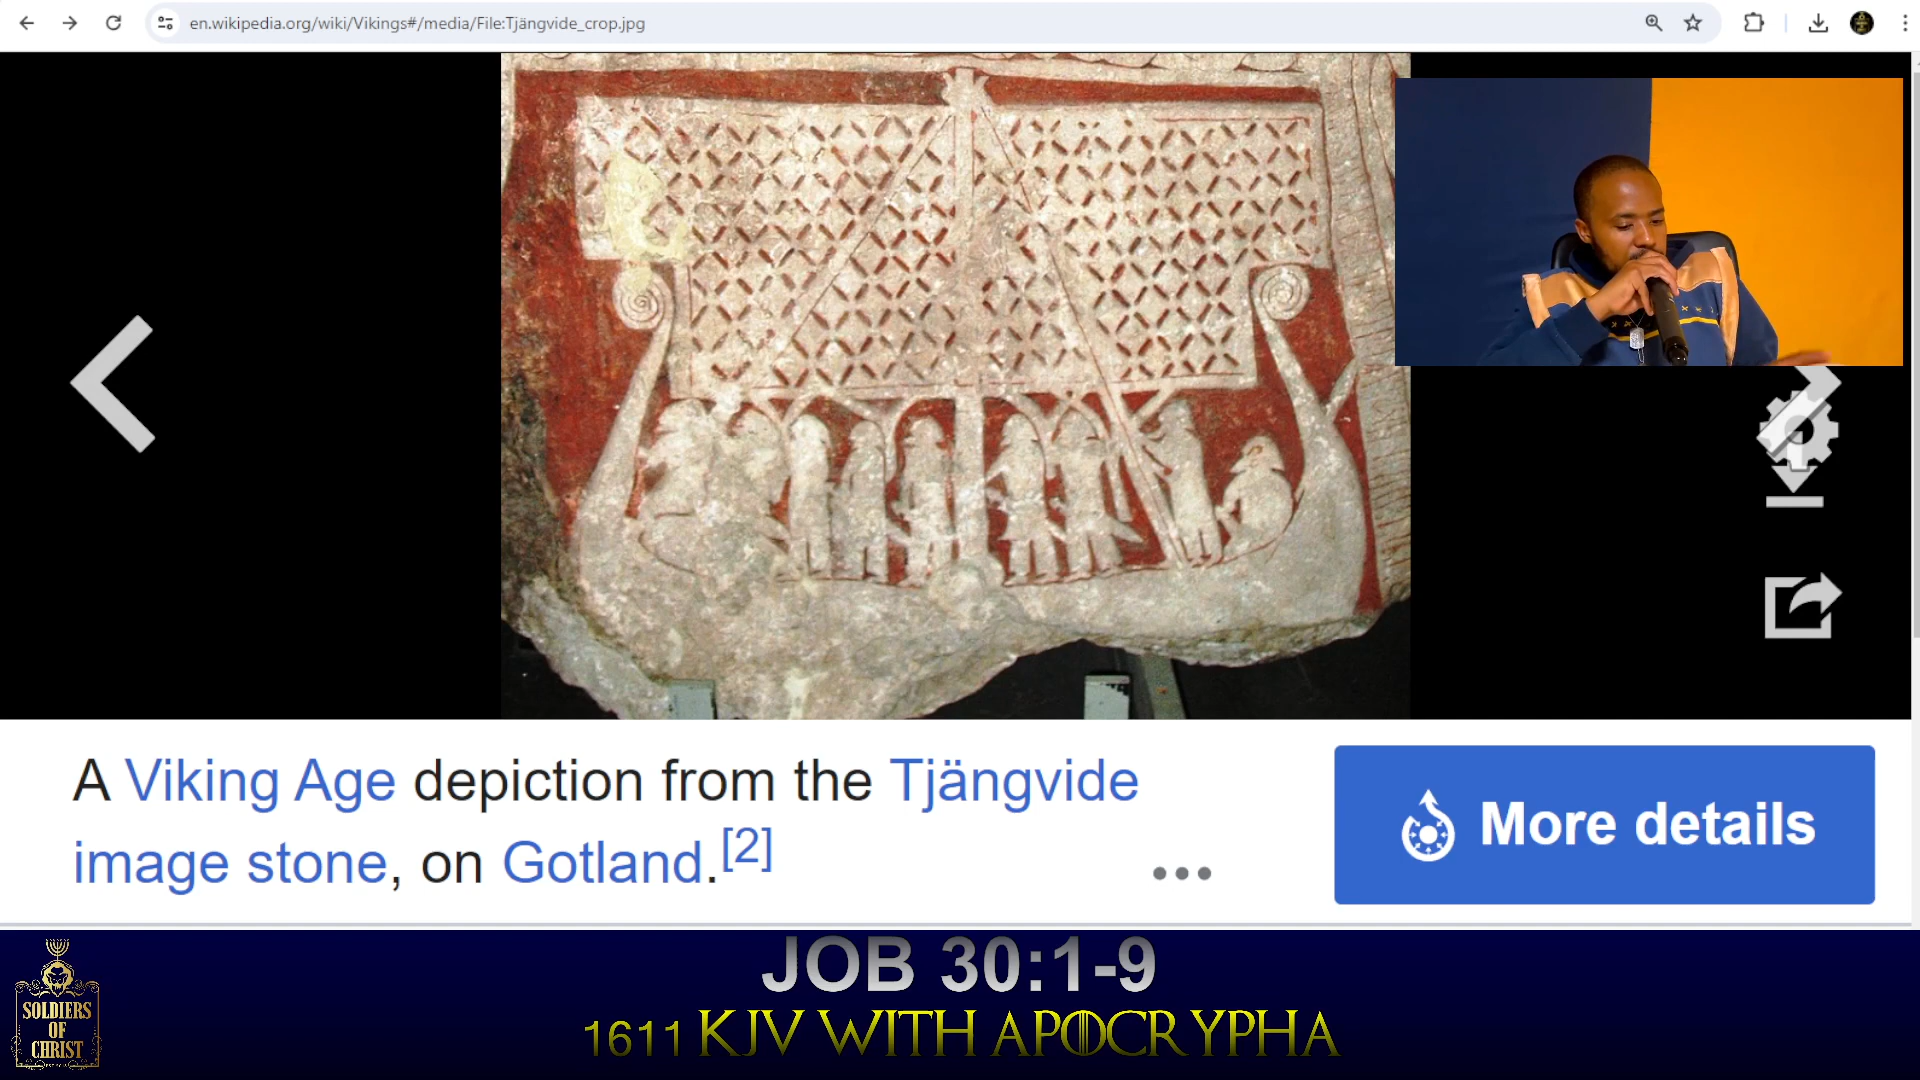 en.wikipedia.org/wiki/Vikings#/media/File:Tjängvide_crop.jpg
A Viking Age depiction from the Tjängvide
image stone, on Gotland.[2]
More details
JOB 30:1-9
1611 KJV WITH APOCRYPHA
SOLDIERS
OF
CHRIST